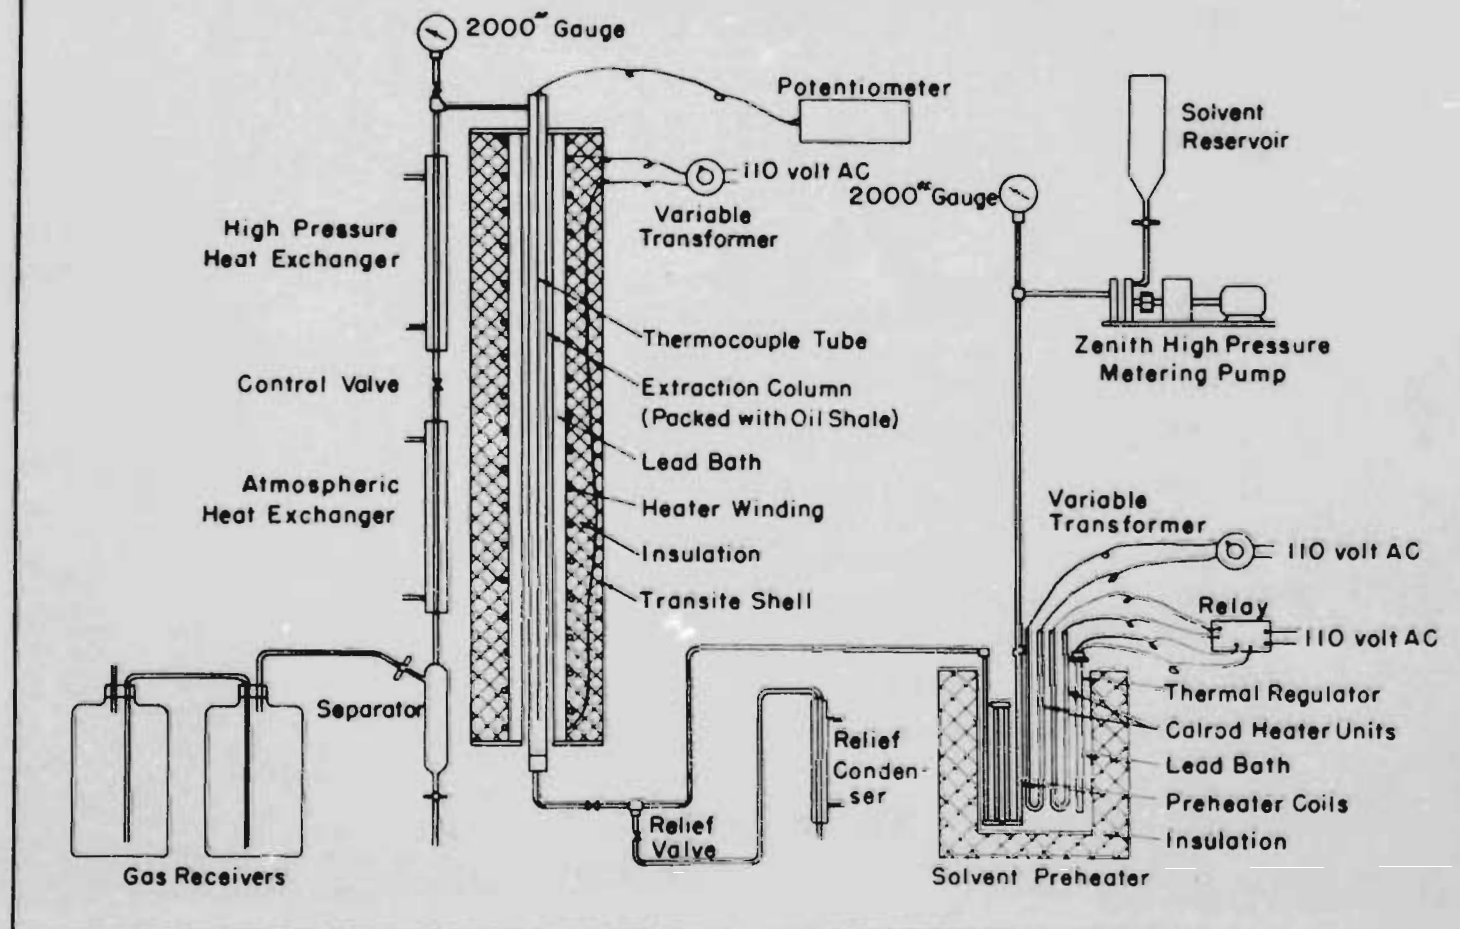 2000# Gauge
Potentiometer
Solvent
Reservoir
110 volt AC
2000# Gauge
Variable
Transformer
High Pressure
Heat Exchanger
Thermocouple Tube
Zenith High Pressure
Metering Pump
Control Valve
Extraction Column
(Packed with Oil Shale)
Lead Bath
Atmospheric
Heat Exchanger
Heater Winding
Variable
Transformer
Insulation
110 volt AC
Transite Shell
Relay
110 volt AC
Separator
Thermal Regulator
Calrod Heater Units
Relief
Conden-
ser
Lead Bath
Preheater Coils
Relief
Valve
Insulation
Gas Receivers
Solvent Preheater